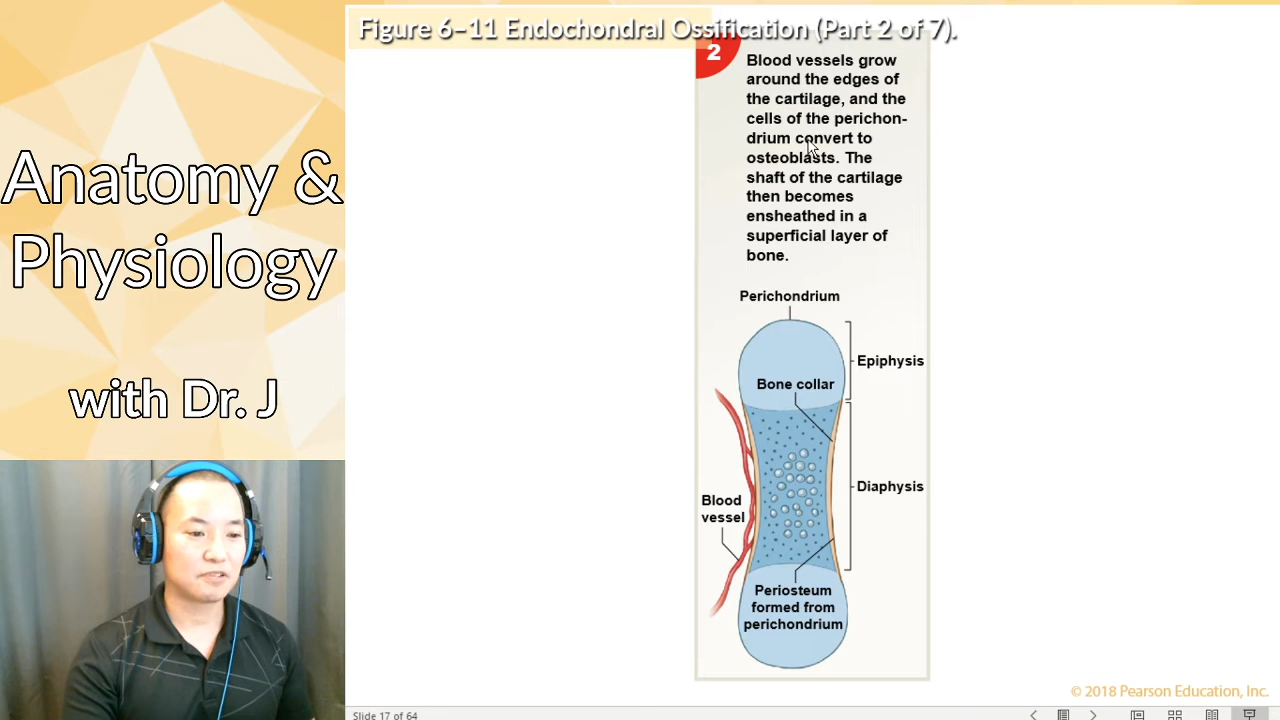 Figure 6–11 Endochondral Ossification (Part 2 of 7).
Anatomy &
Physiology
with Dr. J
2
Blood vessels grow
around the edges of
the cartilage, and the
cells of the perichon-
drium convert to
osteoblasts. The
shaft of the cartilage
then becomes
ensheathed in a
superficial layer of
bone.
Perichondrium
Epiphysis
Bone collar
Diaphysis
Blood
vessel
Periosteum
formed from
perichondrium
© 2018 Pearson Education, Inc.
Slide 17 of 64